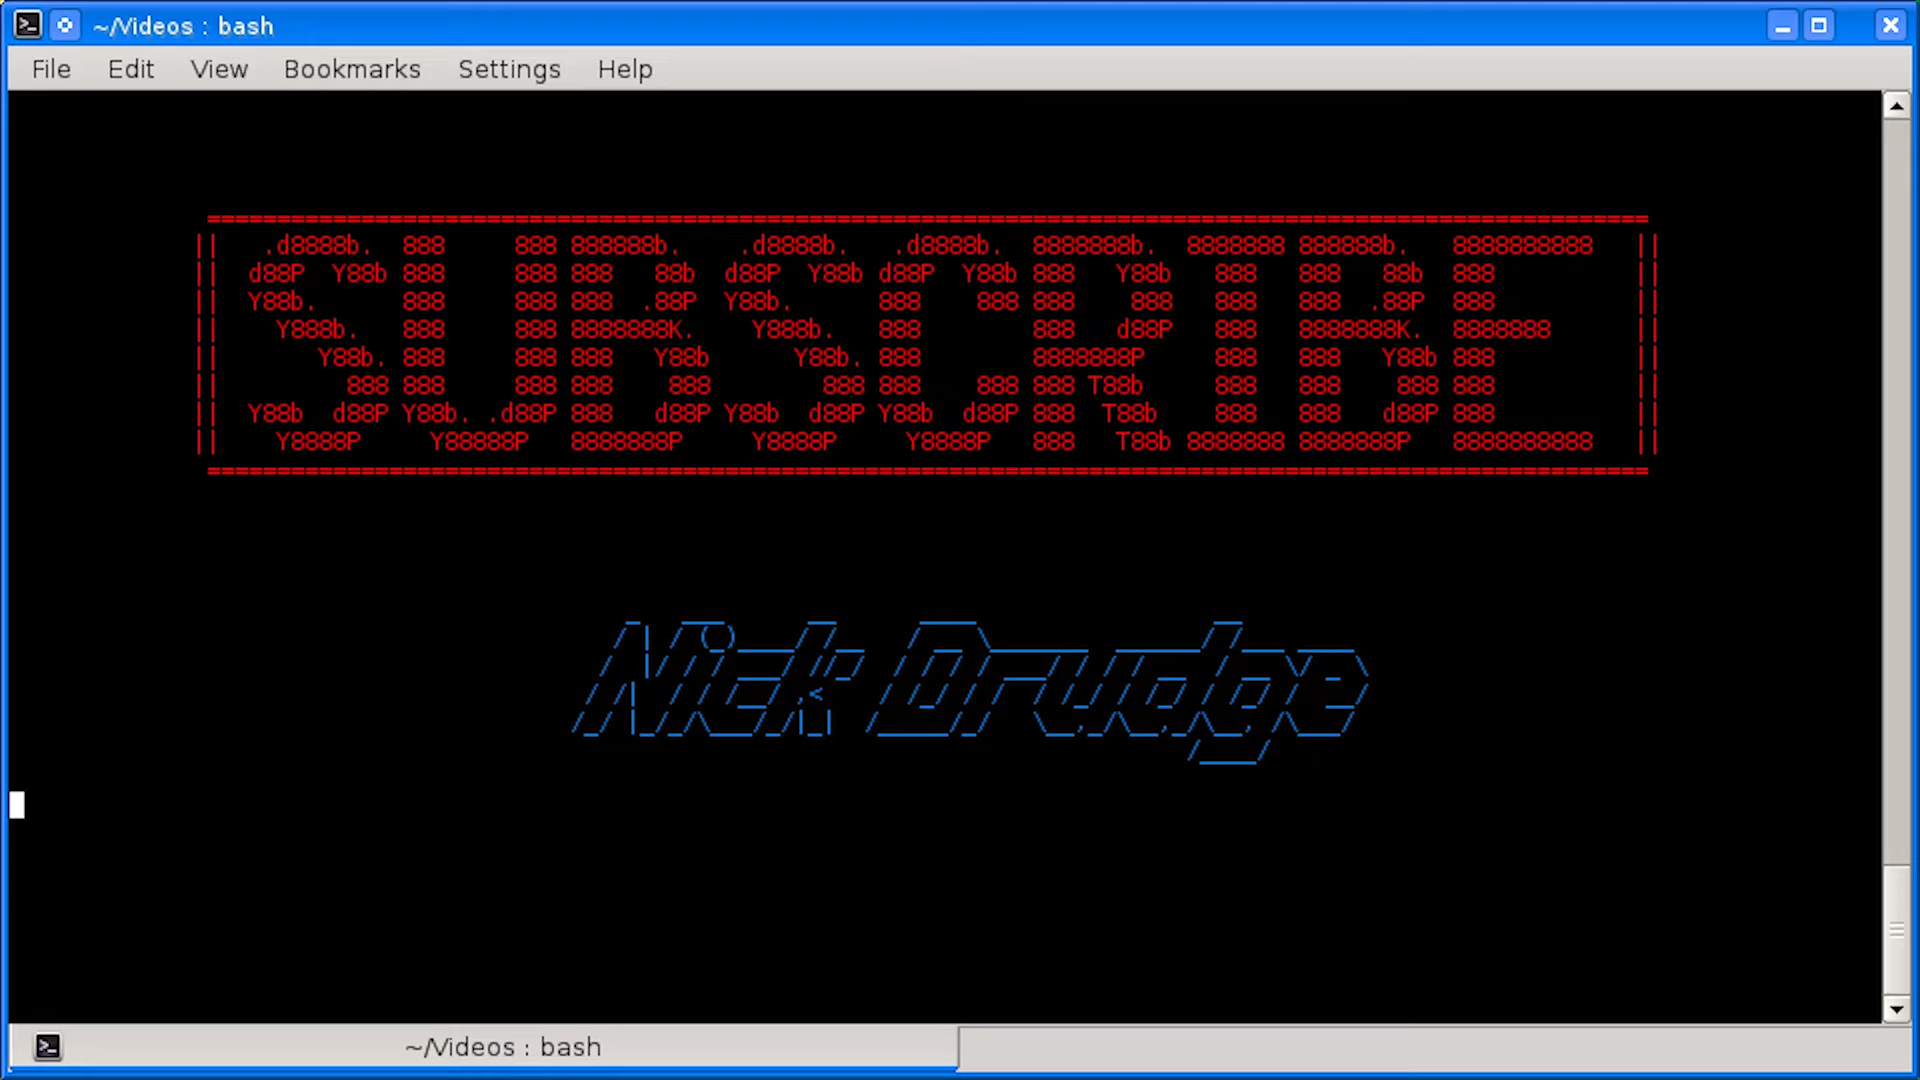 ~/Videos : bash
File Edit View Bookmarks Settings Help
SUBSCRIBE
Nick Drudge
~/Videos : bash